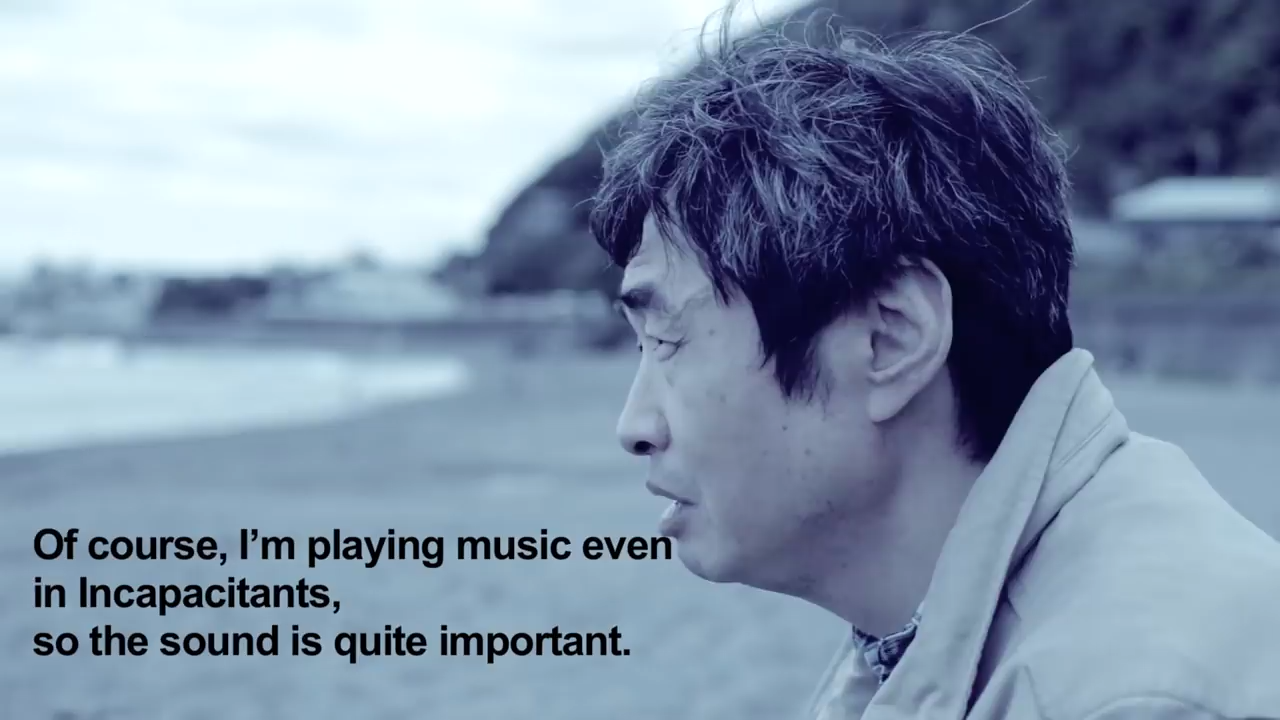 Of course, I’m playing music even
in Incapacitants,
so the sound is quite important.